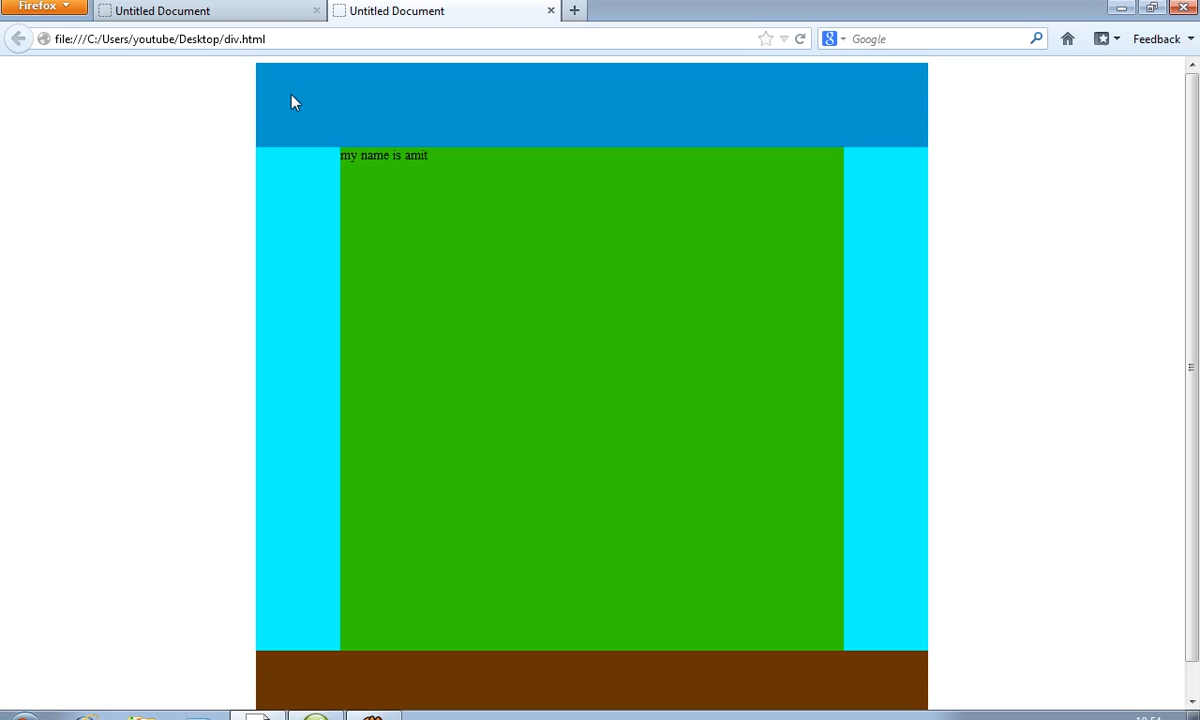 Firefox
Untitled Document
Untitled Document
file:///C:/Users/youtube/Desktop/div.html
Google
Feedback
my name is amit